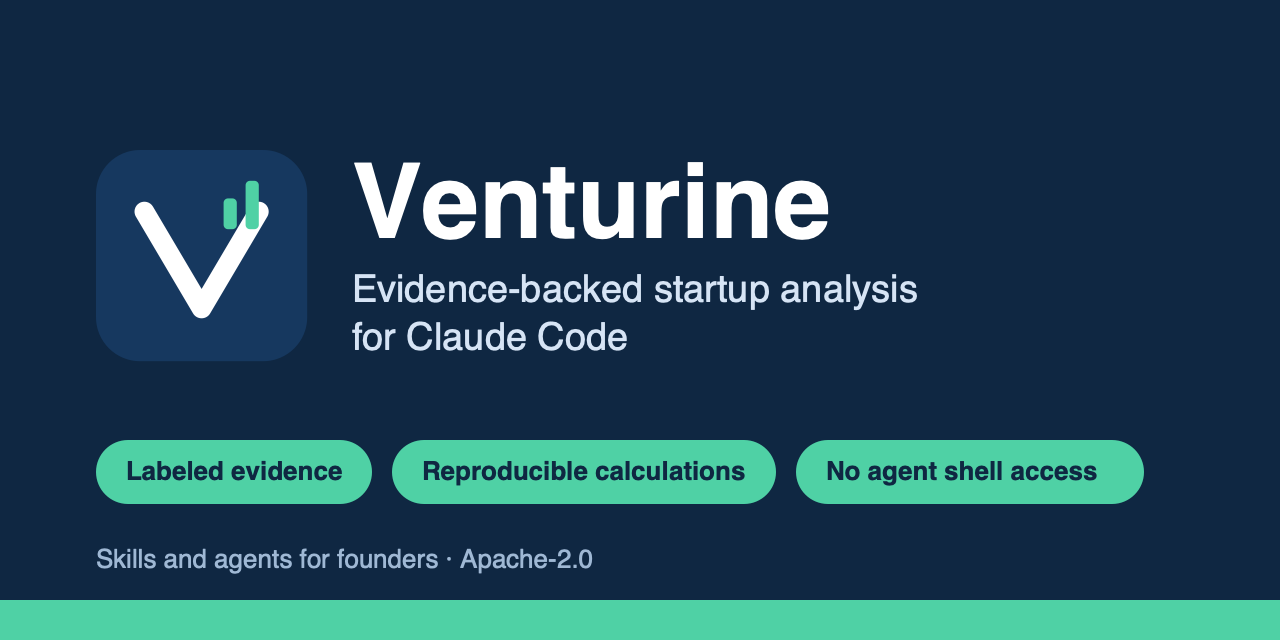 Venturine
Evidence-backed startup analysis
for Claude Code
Labeled evidence
Reproducible calculations
No agent shell access
Skills and agents for founders · Apache-2.0